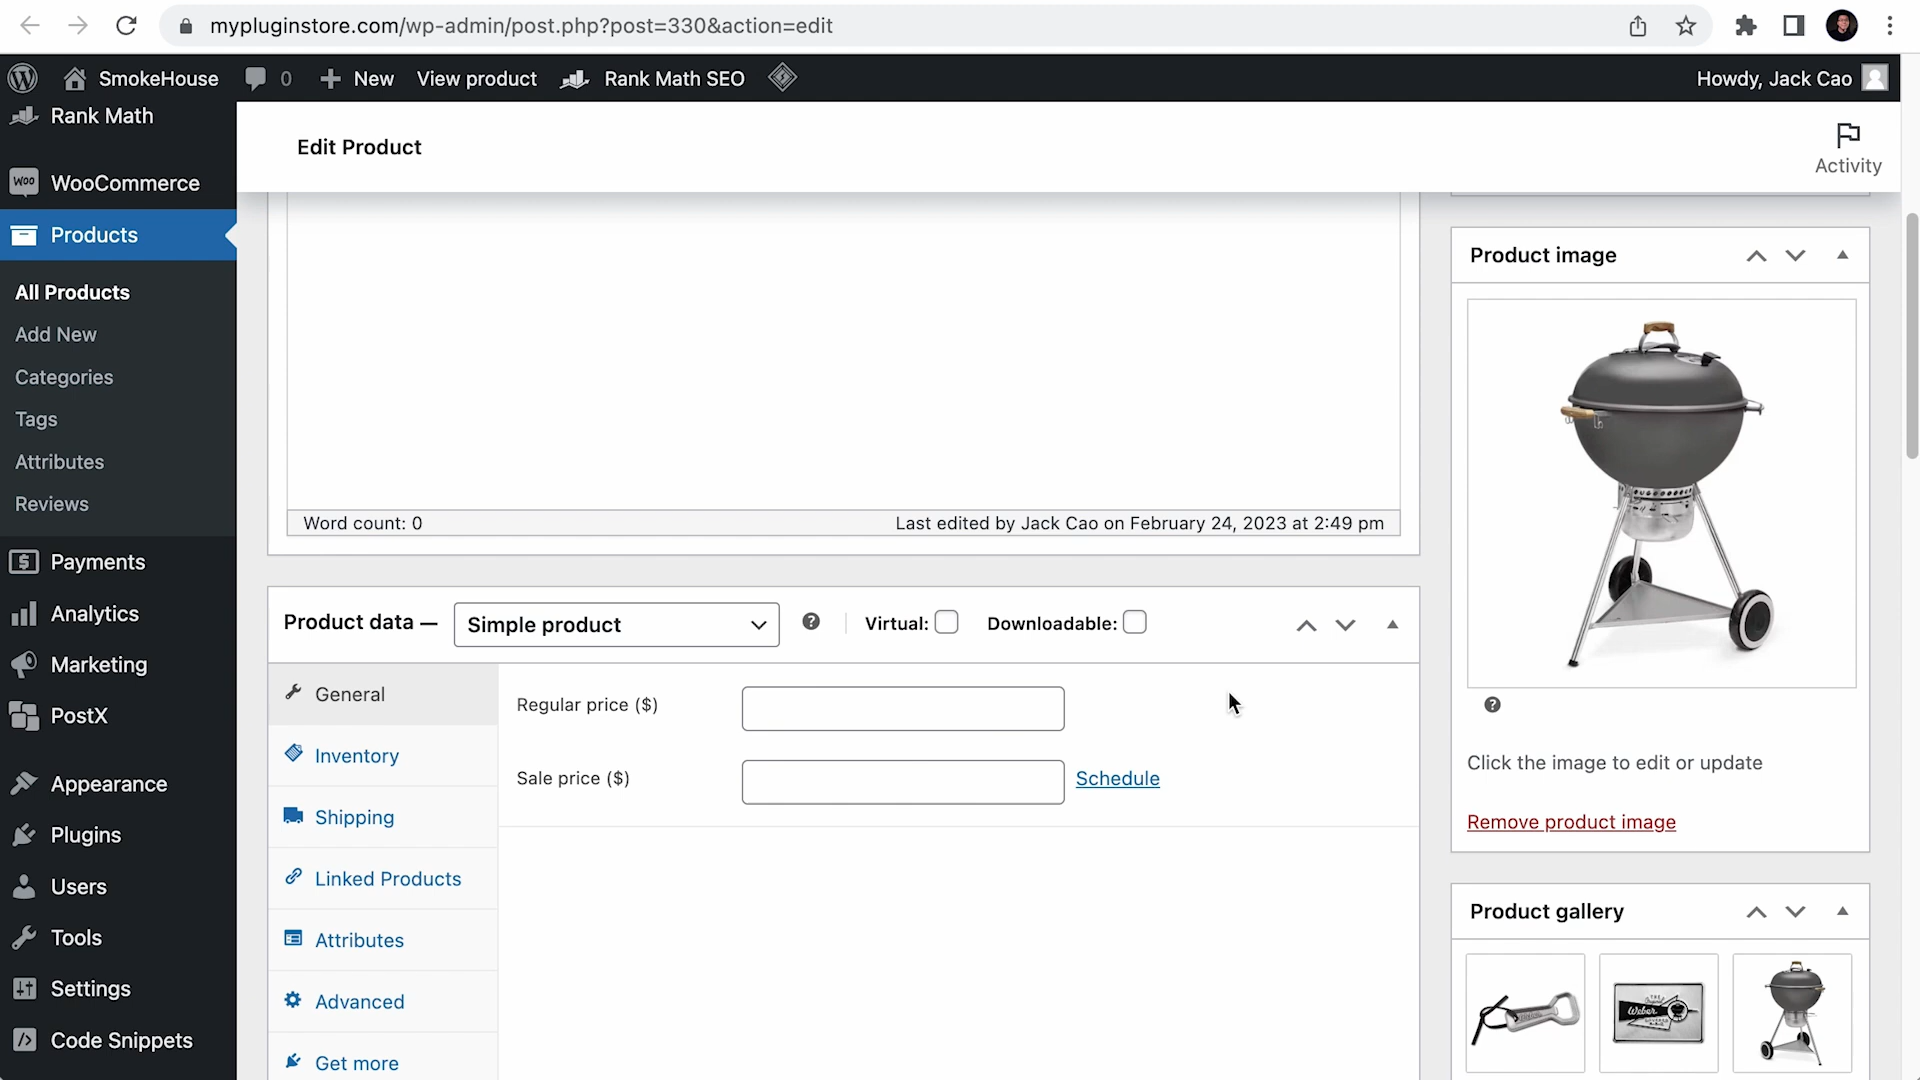 mypluginstore.com/wp-admin/post.php?post=330&action=edit
SmokeHouse
0
New
View product
Rank Math SEO
Howdy, Jack Cao
Rank Math
WooCommerce
Products
All Products
Add New
Categories
Tags
Attributes
Reviews
Payments
Analytics
Marketing
PostX
Appearance
Plugins
Users
Tools
Settings
Code Snippets
Edit Product
Activity
Word count: 0
Last edited by Jack Cao on February 24, 2023 at 2:49 pm
Product data —
Simple product
Virtual:
Downloadable:
General
Inventory
Shipping
Linked Products
Attributes
Advanced
Get more
Regular price ($)
Sale price ($)
Schedule
Product image
Click the image to edit or update
Remove product image
Product gallery
Weber